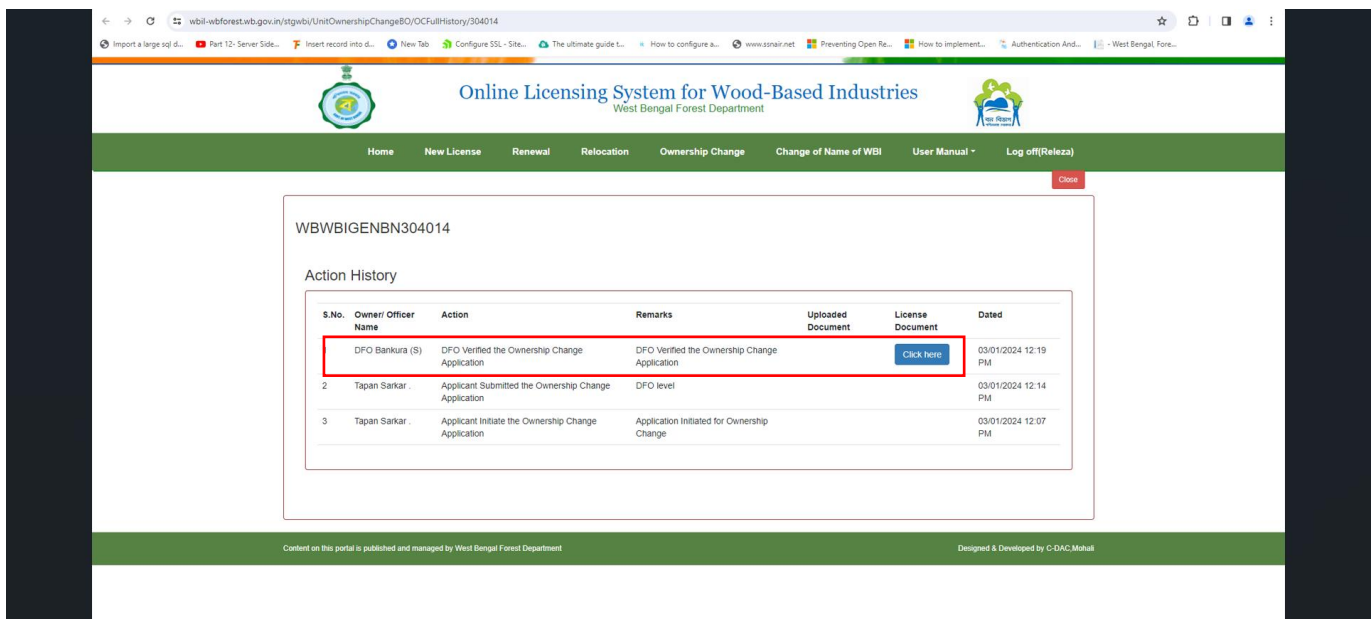 wbil-wbforest.wb.gov.in/stgwbi/UnitOwnershipChangeBO/OCFullHistory/304014
Import a large sql d... Part 12- Server Side... Insert record into d... New Tab Configure SSL - Site... The ultimate guide t... How to configure a... www.ssnair.net Preventing Open Re... How to implement... Authentication And... - West Bengal, Fore...
Online Licensing System for Wood-Based Industries
West Bengal Forest Department
Home New License Renewal Relocation Ownership Change Change of Name of WBI User Manual Log off(Releza)
Close
WBWBIGENBN304014
Action History
S.No. Owner/ Officer Action Remarks Uploaded License Dated
Name Document Document
DFO Bankura (S) DFO Verified the Ownership Change DFO Verified the Ownership Change Click here 03/01/2024 12:19
Application Application PM
2 Tapan Sarkar . Applicant Submitted the Ownership Change DFO level 03/01/2024 12:14
Application PM
3 Tapan Sarkar . Applicant Initiate the Ownership Change Application Initiated for Ownership 03/01/2024 12:07
Application Change PM
Content on this portal is published and managed by West Bengal Forest Department Designed & Developed by C-DAC,Mohali